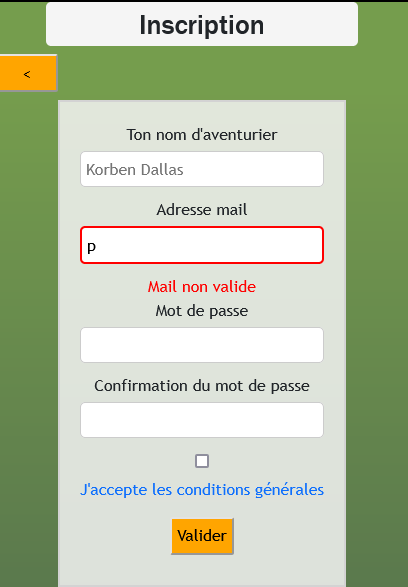 Inscription
<
Ton nom d'aventurier
Korben Dallas
Adresse mail
p
Mail non valide
Mot de passe
Confirmation du mot de passe
J'accepte les conditions générales
Valider